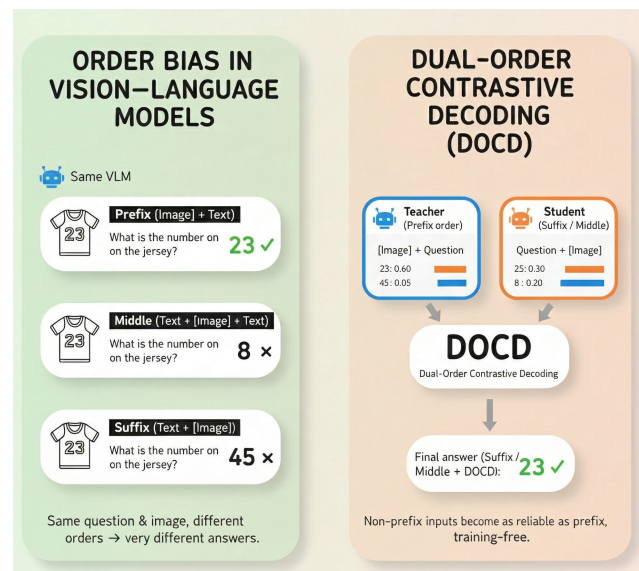 ORDER BIAS IN
VISION–LANGUAGE
MODELS
Same VLM
23
Prefix ([Image] + Text)
What is the number on
on the jersey?
23 ✓
23
Middle (Text + [Image] + Text)
What is the number on
on the jersey?
8 ×
23
Suffix (Text + [Image])
What is the number on
on the jersey?
45 ×
Same question & image, different
orders → very different answers.
DUAL–ORDER
CONTRASTIVE
DECODING
(DOCD)
Teacher
(Prefix order)
[Image] + Question
23: 0.60
45: 0.05
Student
(Suffix / Middle)
Question + [Image]
25: 0.30
8 : 0.20
DOCD
Dual-Order Contrastive Decoding
Final answer (Suffix /
Middle + DOCD):
23 ✓
Non-prefix inputs become as reliable as prefix,
training-free.